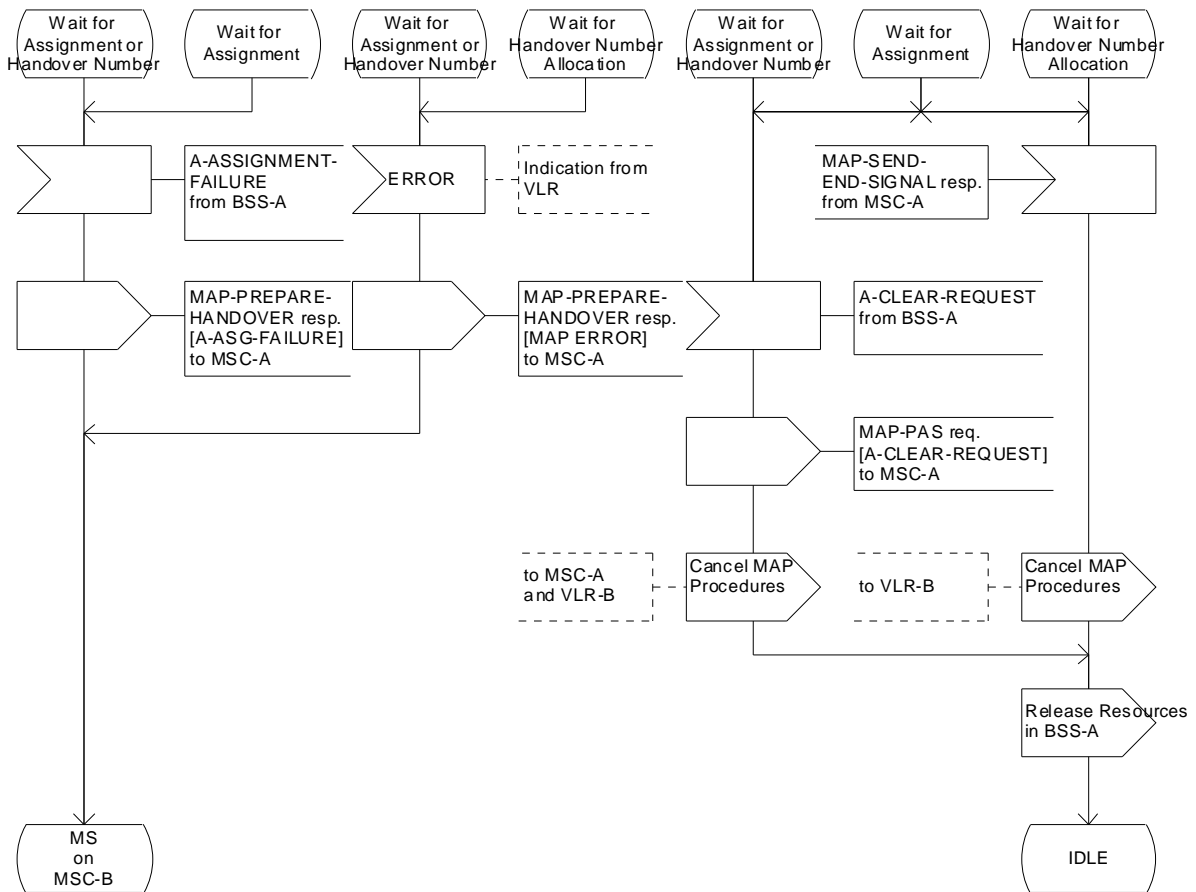 Wait for
Assignment or
Handover Number
Wait for
Assignment
Wait for
Assignment or
Handover Number
Wait for
Handover Number
Allocation
Wait for
Assignment or
Handover Number
Wait for
Assignment
Wait for
Handover Number
Allocation
A-ASSIGNMENT-
FAILURE
from BSS-A
ERROR
Indication from
VLR
MAP-SEND-
END-SIGNAL resp.
from MSC-A
MAP-PREPARE-
HANDOVER resp.
[A-ASG-FAILURE]
to MSC-A
MAP-PREPARE-
HANDOVER resp.
[MAP ERROR]
to MSC-A
A-CLEAR-REQUEST
from BSS-A
MAP-PAS req.
[A-CLEAR-REQUEST]
to MSC-A
to MSC-A
and VLR-B
Cancel MAP
Procedures
to VLR-B
Cancel MAP
Procedures
Release Resources
in BSS-A
MS
on
MSC-B
IDLE